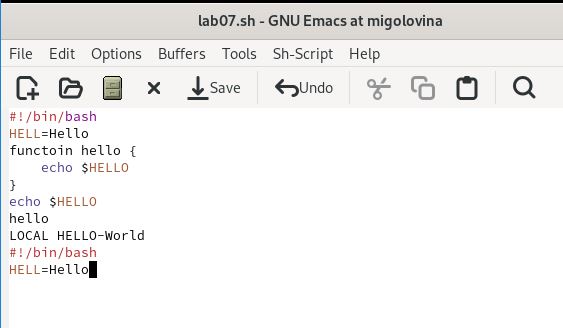 lab07.sh - GNU Emacs at migolovina
File Edit Options Buffers Tools Sh-Script Help
Save Undo
#!/bin/bash
HELL=Hello
functoin hello {
    echo $HELLO
}
echo $HELLO
hello
LOCAL HELLO-World
#!/bin/bash
HELL=Hello